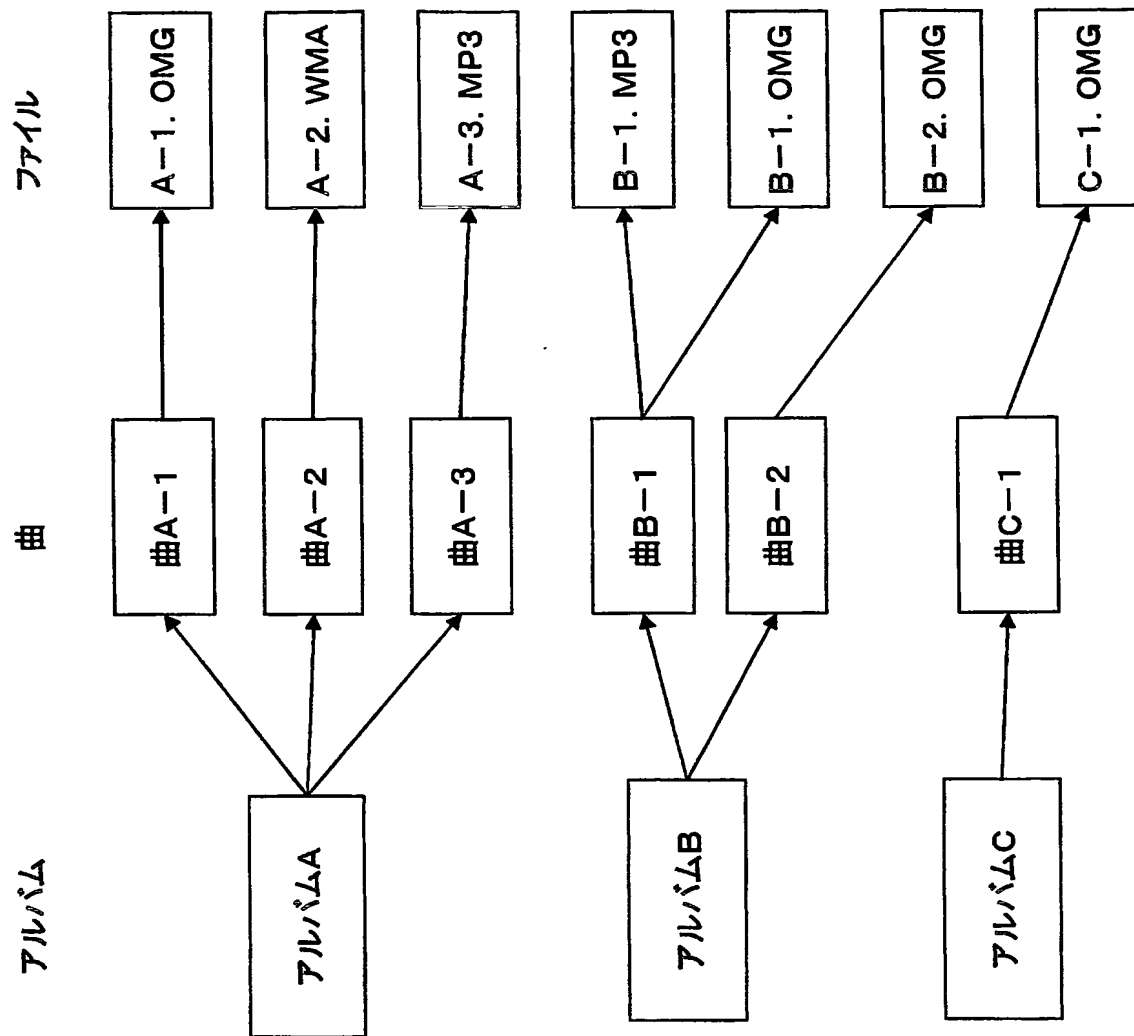 アルバム
曲
ファイル
アルバムA
曲A－1
A－1. OMG
曲A－2
A－2. WMA
曲A－3
A－3. MP3
アルバムB
曲B－1
B－1. MP3
B－1. OMG
曲B－2
B－2. OMG
アルバムC
曲C－1
C－1. OMG